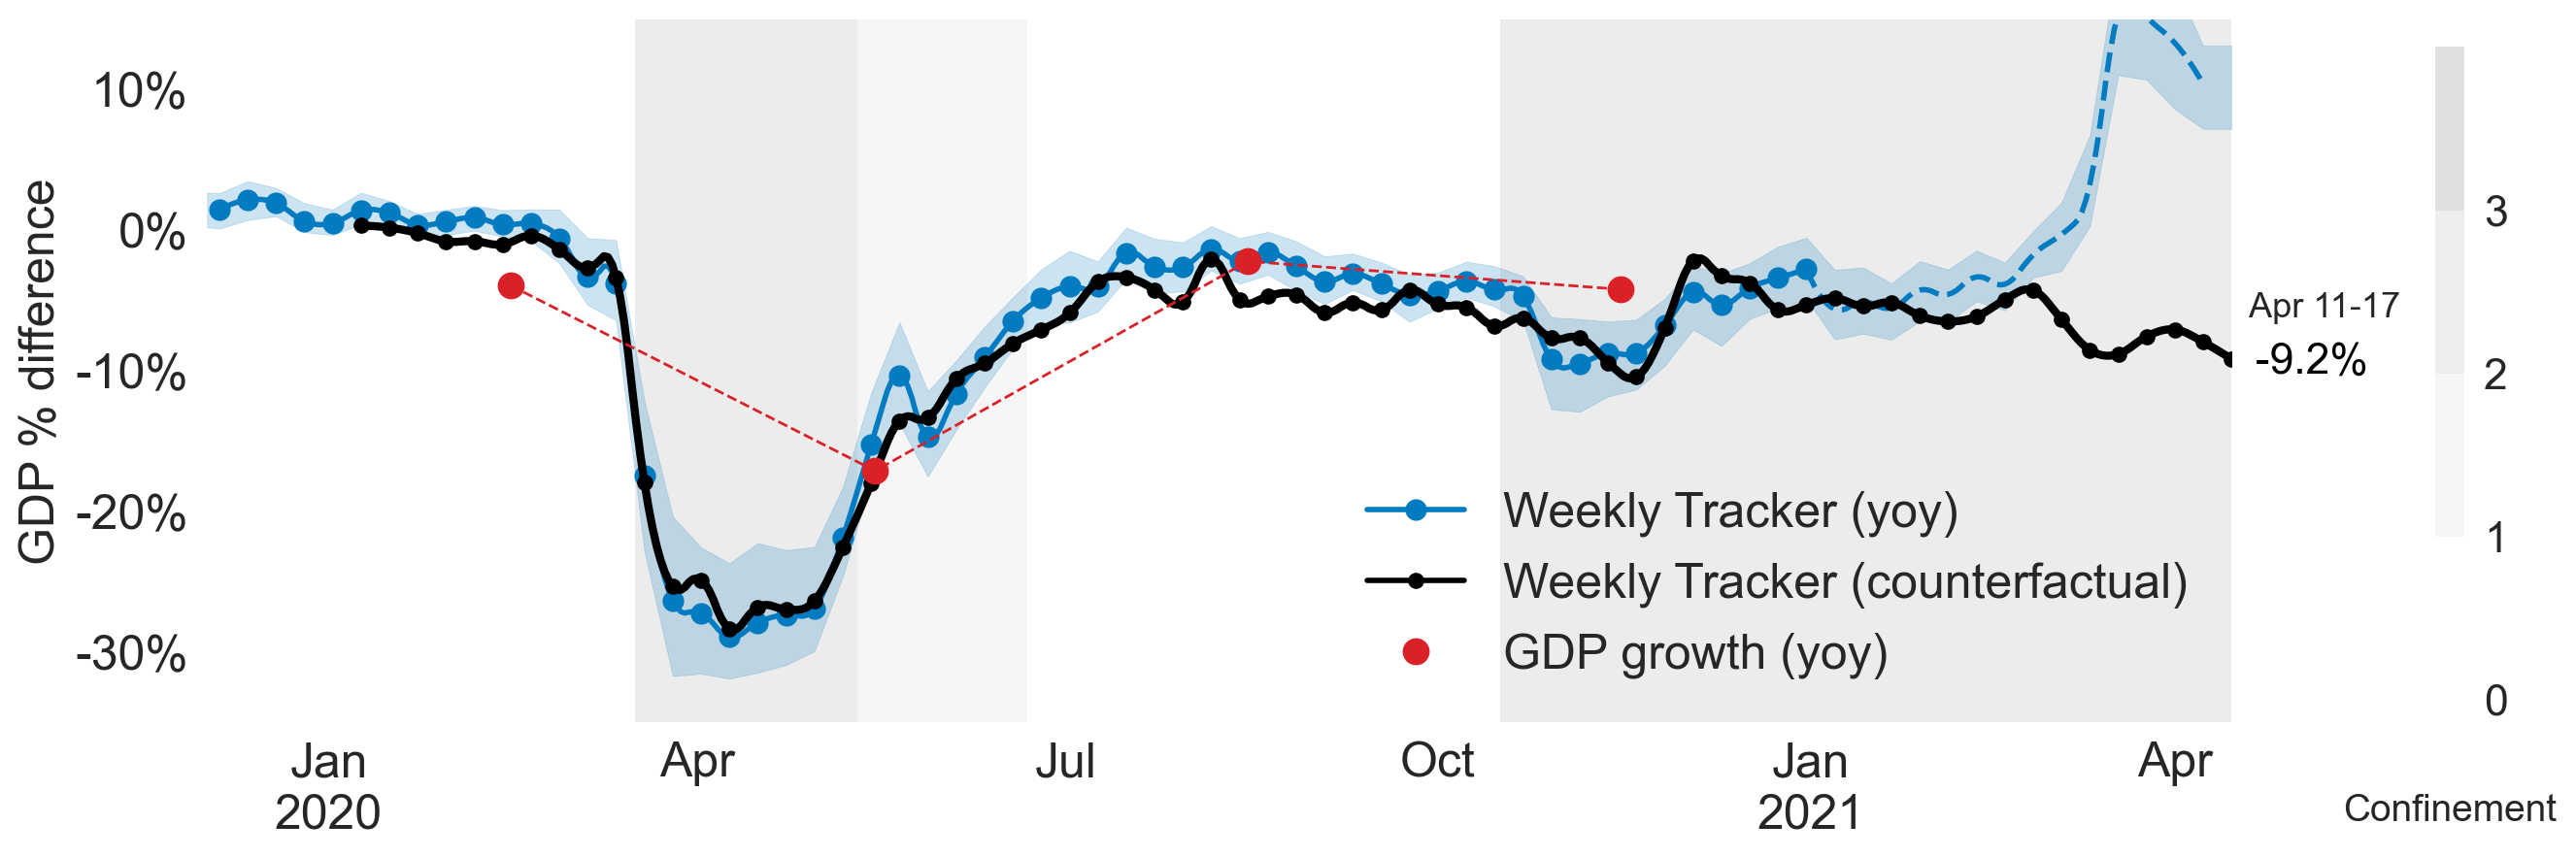 GDP % difference
10%
0%
-10%
-20%
-30%
Jan
2020
Apr
Jul
Oct
Jan
2021
Apr
Weekly Tracker (yoy)
Weekly Tracker (counterfactual)
GDP growth (yoy)
Apr 11-17
-9.2%
3
2
1
0
Confinement